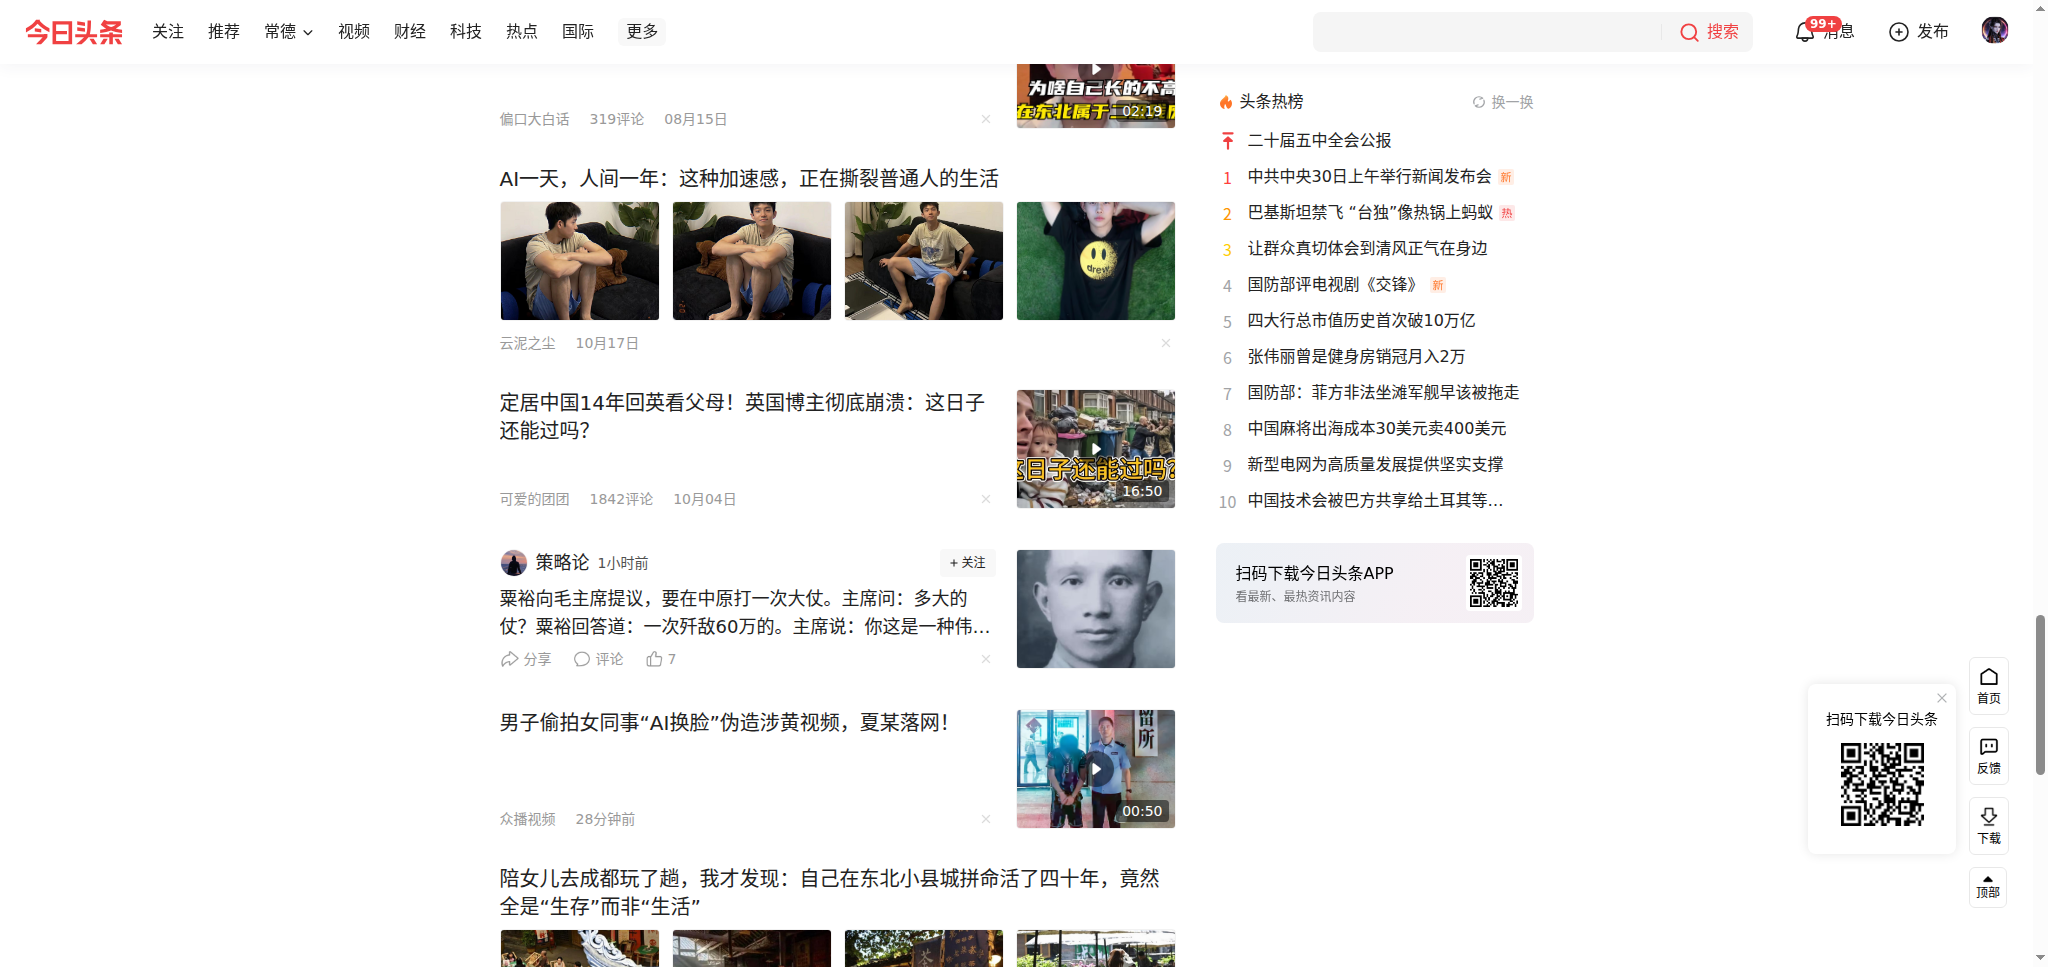 今日头条
关注 推荐 常德 视频 财经 科技 热点 国际 更多
搜索
99+
消息
发布
为啥自己长的不高
在东北属于二
02:19
偏口大白话 319评论 08月15日
AI一天，人间一年：这种加速感，正在撕裂普通人的生活
drew
云泥之尘 10月17日
定居中国14年回英看父母！英国博主彻底崩溃：这日子
还能过吗？
这日子还能过吗？
16:50
可爱的团团 1842评论 10月04日
策略论 1小时前
+ 关注
粟裕向毛主席提议，要在中原打一次大仗。主席问：多大的
仗？粟裕回答道：一次歼敌60万的。主席说：你这是一种伟...
分享 评论 7
男子偷拍女同事“AI换脸”伪造涉黄视频，夏某落网！
留所
00:50
众播视频 28分钟前
陪女儿去成都玩了趟，我才发现：自己在东北小县城拼命活了四十年，竟然
全是“生存”而非“生活”
茶
头条热榜
换一换
二十届五中全会公报
1 中共中央30日上午举行新闻发布会 新
2 巴基斯坦禁飞 “台独”像热锅上蚂蚁 热
3 让群众真切体会到清风正气在身边
4 国防部评电视剧《交锋》 新
5 四大行总市值历史首次破10万亿
6 张伟丽曾是健身房销冠月入2万
7 国防部：菲方非法坐滩军舰早该被拖走
8 中国麻将出海成本30美元卖400美元
9 新型电网为高质量发展提供坚实支撑
10 中国技术会被巴方共享给土耳其等...
扫码下载今日头条APP
看最新、最热资讯内容
扫码下载今日头条
首页
反馈
下载
顶部